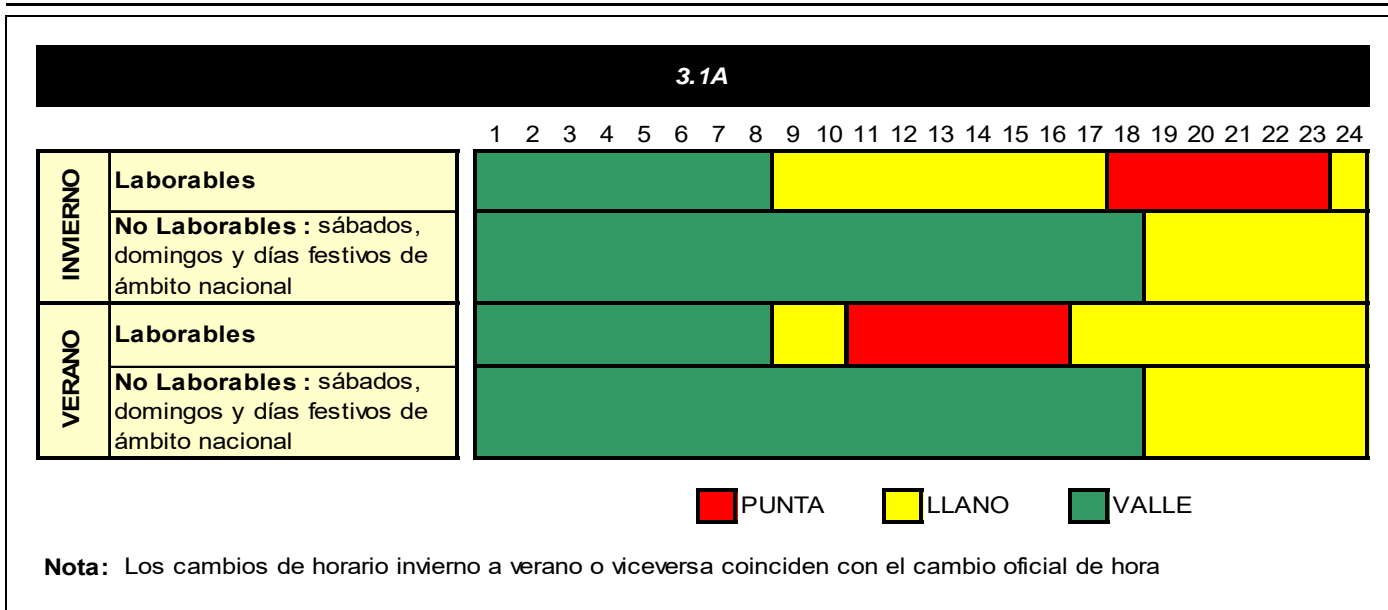 3.1A
1 2 3 4 5 6 7 8 9 10 11 12 13 14 15 16 17 18 19 20 21 22 23 24
INVIERNO
Laborables
No Laborables : sábados,
domingos y días festivos de
ámbito nacional
VERANO
Laborables
No Laborables : sábados,
domingos y días festivos de
ámbito nacional
PUNTA LLANO VALLE
Nota: Los cambios de horario invierno a verano o viceversa coinciden con el cambio oficial de hora